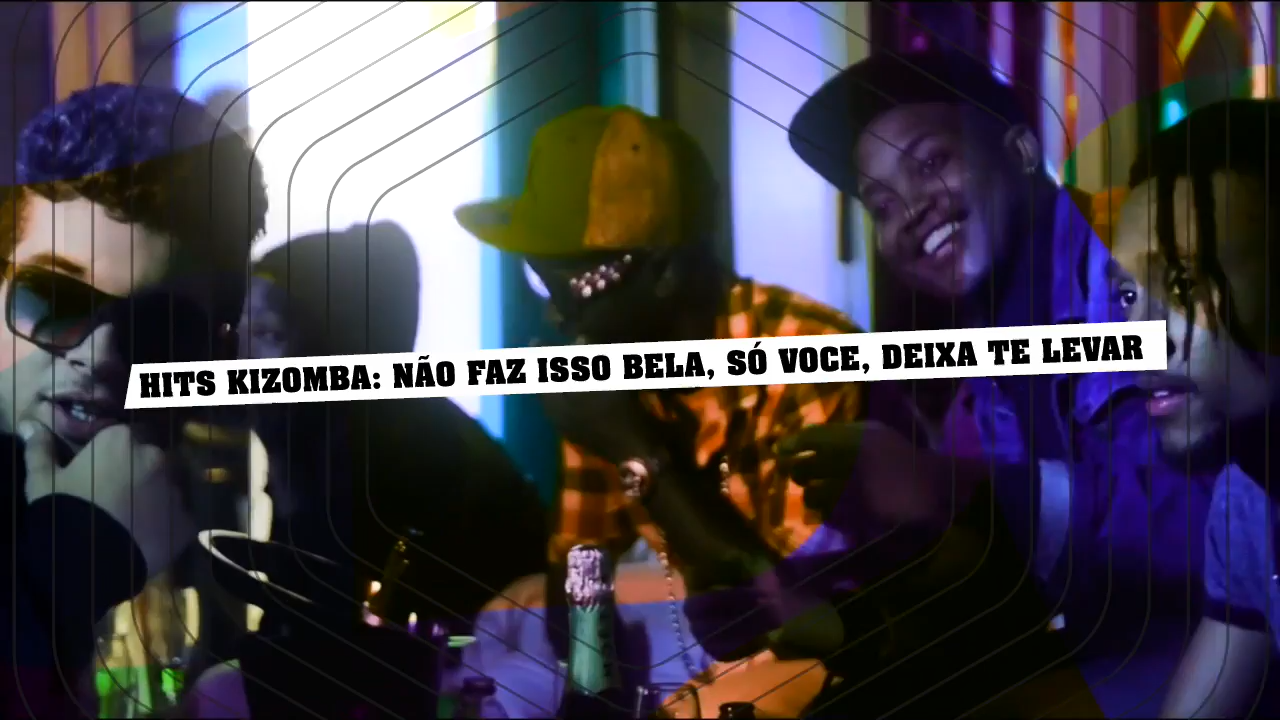 HITS KIZOMBA: NÃO FAZ ISSO BELA, SÓ VOCE, DEIXA TE LEVAR